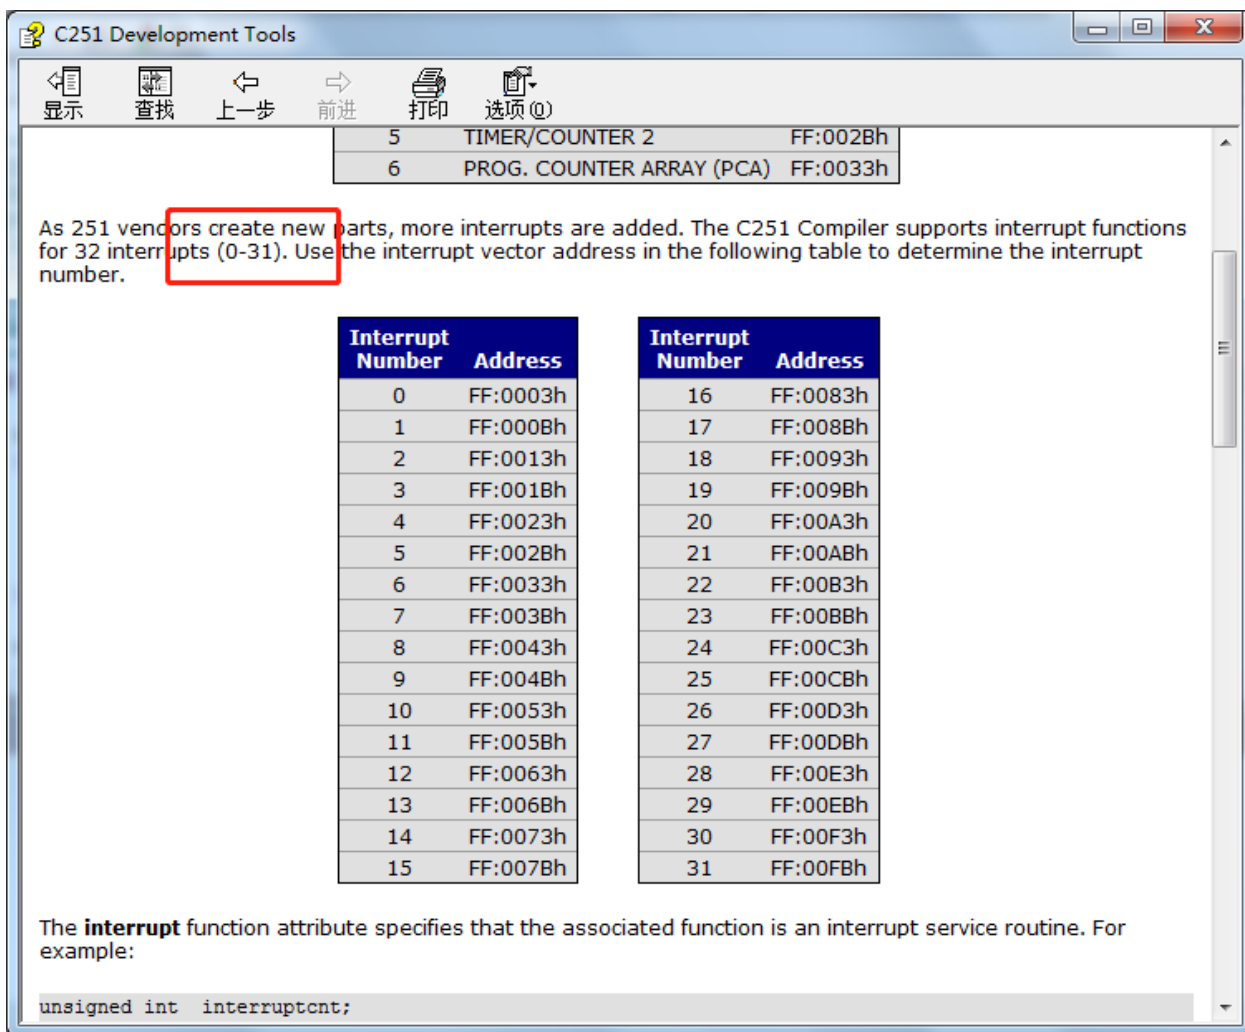 C251 Development Tools
显示 查找 上一步 前进 打印 选项(O)
5 TIMER/COUNTER 2 FF:002Bh
6 PROG. COUNTER ARRAY (PCA) FF:0033h
As 251 vendors create new parts, more interrupts are added. The C251 Compiler supports interrupt functions
for 32 interrupts (0-31). Use the interrupt vector address in the following table to determine the interrupt
number.
Interrupt Interrupt
Number Address Number Address
0 FF:0003h 16 FF:0083h
1 FF:000Bh 17 FF:008Bh
2 FF:0013h 18 FF:0093h
3 FF:001Bh 19 FF:009Bh
4 FF:0023h 20 FF:00A3h
5 FF:002Bh 21 FF:00ABh
6 FF:0033h 22 FF:00B3h
7 FF:003Bh 23 FF:00BBh
8 FF:0043h 24 FF:00C3h
9 FF:004Bh 25 FF:00CBh
10 FF:0053h 26 FF:00D3h
11 FF:005Bh 27 FF:00DBh
12 FF:0063h 28 FF:00E3h
13 FF:006Bh 29 FF:00EBh
14 FF:0073h 30 FF:00F3h
15 FF:007Bh 31 FF:00FBh
The interrupt function attribute specifies that the associated function is an interrupt service routine. For
example:
unsigned int interruptcnt;